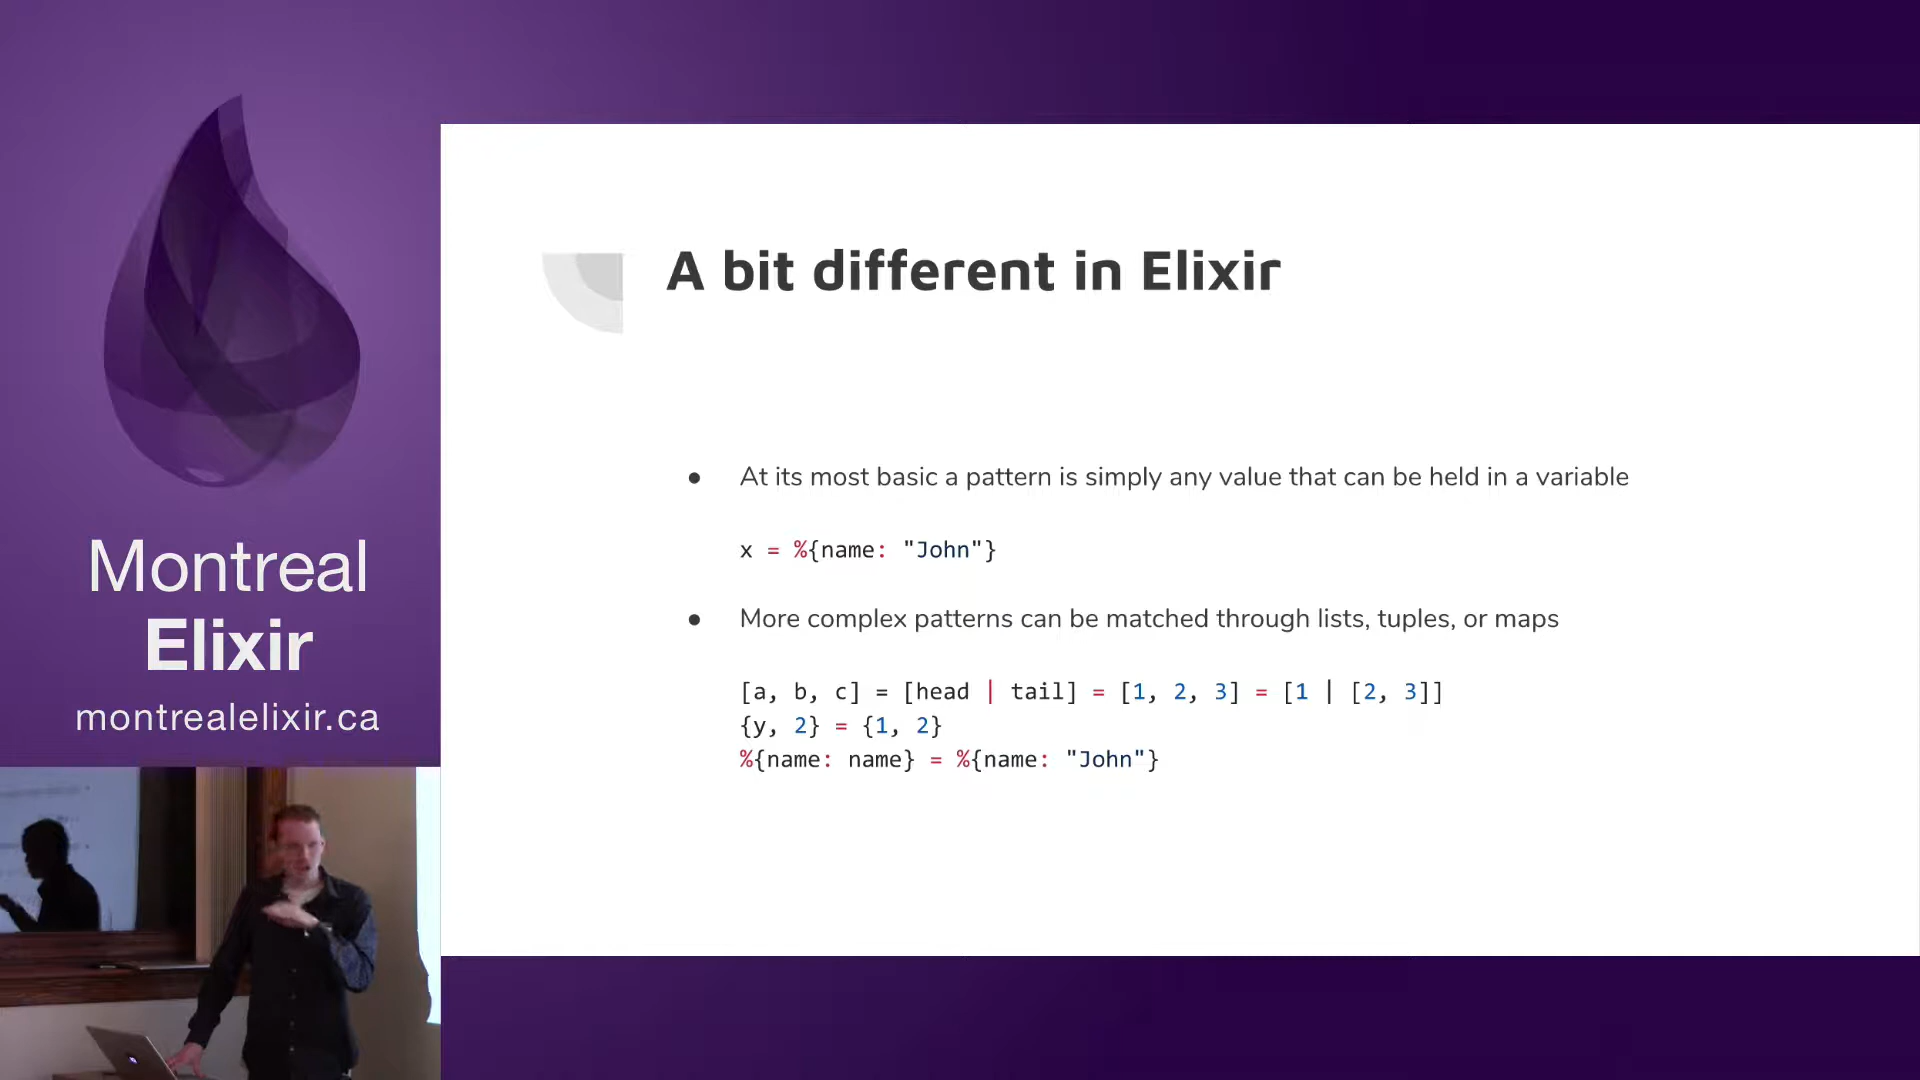 Montreal
Elixir
montrealelixir.ca
A bit different in Elixir
● At its most basic a pattern is simply any value that can be held in a variable
x = %{name: "John"}
● More complex patterns can be matched through lists, tuples, or maps
[a, b, c] = [head | tail] = [1, 2, 3] = [1 | [2, 3]]
{y, 2} = {1, 2}
%{name: name} = %{name: "John"}